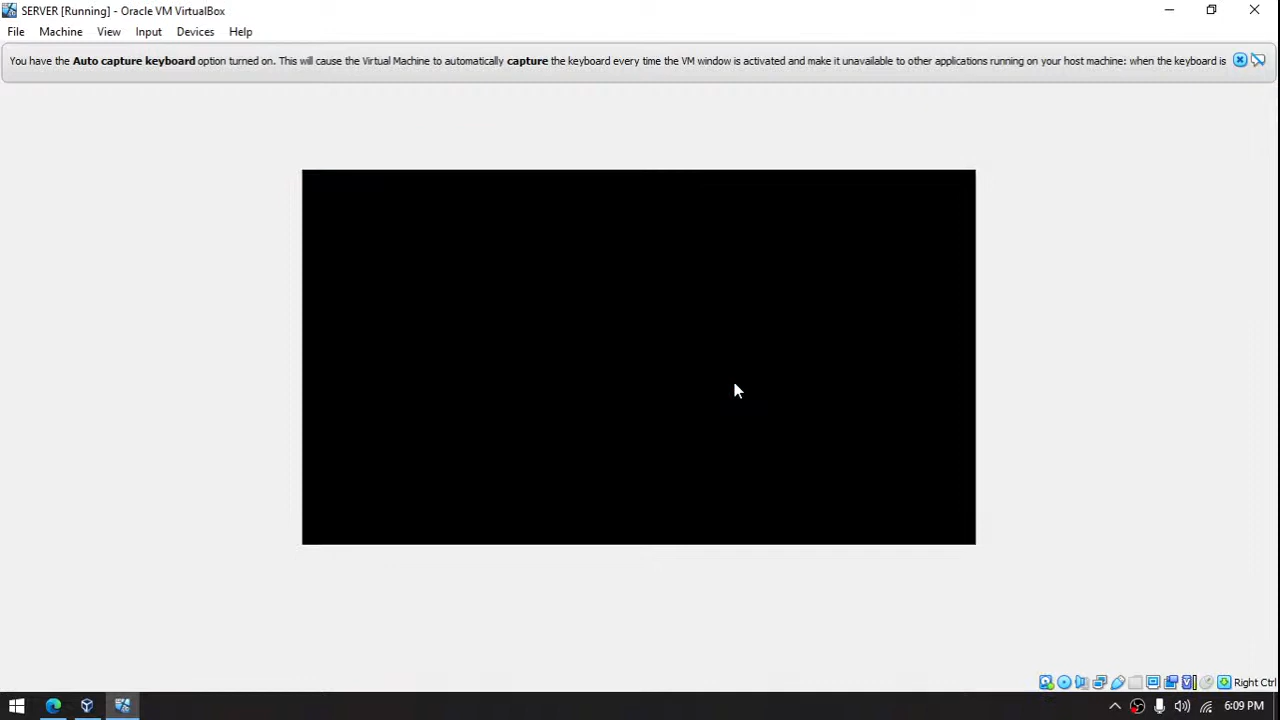 SERVER [Running] - Oracle VM VirtualBox
File Machine View Input Devices Help
You have the Auto capture keyboard option turned on. This will cause the Virtual Machine to automatically capture the keyboard every time the VM window is activated and make it unavailable to other applications running on your host machine: when the keyboard is
Right Ctrl
6:09 PM